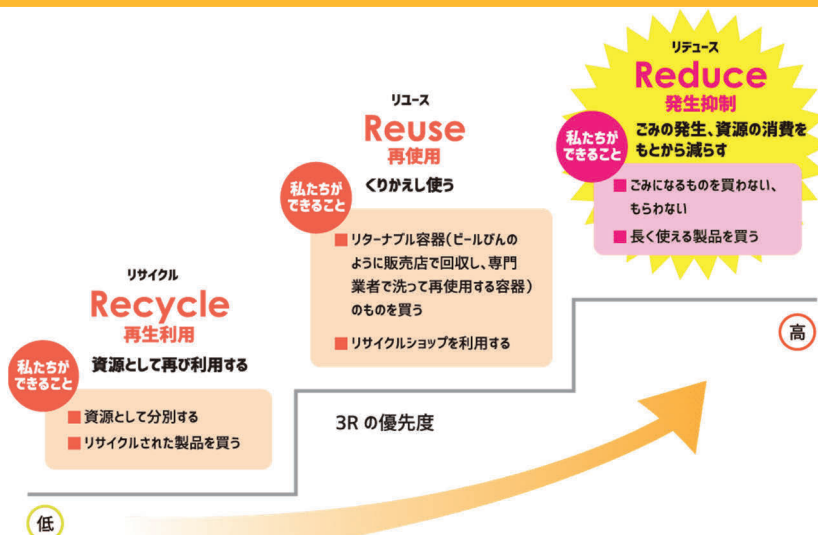 リサイクル
Recycle
再生利用
私たちが
できること
資源として再び利用する
■資源として分別する
■リサイクルされた製品を買う
リユース
Reuse
再使用
私たちが
できること
くりかえし使う
■リターナブル容器(ビールびんの
ように販売店で回収し、専門
業者で洗って再使用する容器)
のものを買う
■リサイクルショップを利用する
リデュース
Reduce
発生抑制
私たちが
できること
ごみの発生、資源の消費を
もとから減らす
■ごみになるものを買わない、
もらわない
■長く使える製品を買う
3Rの優先度
低
高